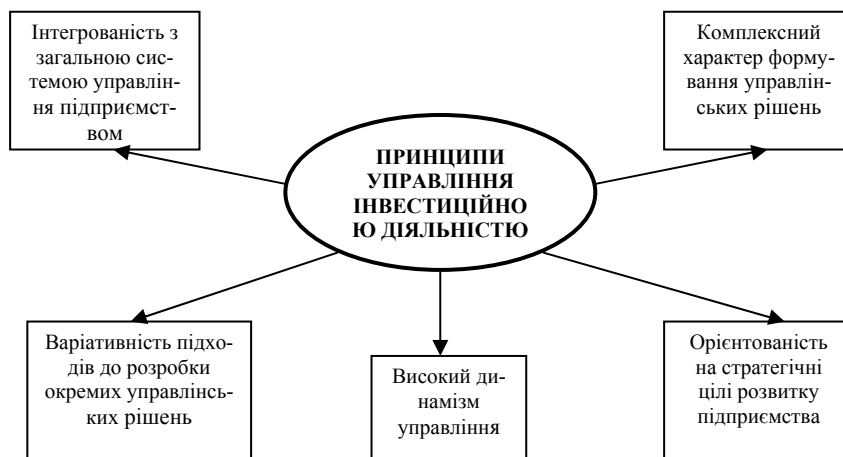 Інтегрованість з
загальною сис-
темою управлін-
ня підприємст-
вом
Комплексний
характер форму-
вання управлін-
ських рішень
ПРИНЦИПИ
УПРАВЛІННЯ
ІНВЕСТИЦІЙНО
Ю ДІЯЛЬНІСТЮ
Варіативність підхо-
дів до розробки
окремих управлінсь-
ких рішень
Високий ди-
намізм
управління
Орієнтованість
на стратегічні
цілі розвитку
підприємства